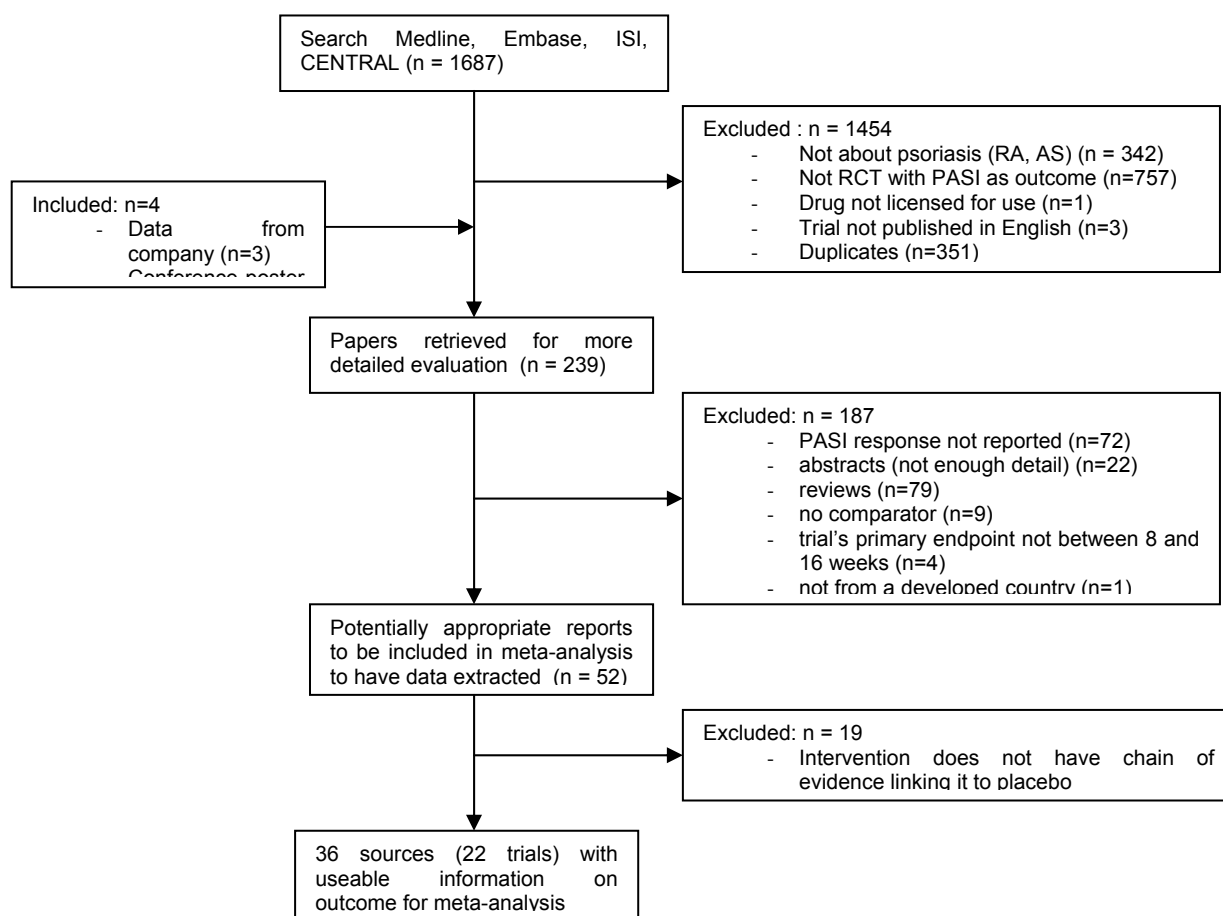 Search Medline, Embase, ISI,
CENTRAL (n = 1687)
Excluded : n = 1454
- Not about psoriasis (RA, AS) (n = 342)
- Not RCT with PASI as outcome (n=757)
- Drug not licensed for use (n=1)
- Trial not published in English (n=3)
- Duplicates (n=351)
Included: n=4
- Data from
company (n=3)
Conference poster
Papers retrieved for more
detailed evaluation (n = 239)
Excluded: n = 187
- PASI response not reported (n=72)
- abstracts (not enough detail) (n=22)
- reviews (n=79)
- no comparator (n=9)
- trial's primary endpoint not between 8 and
16 weeks (n=4)
- not from a developed country (n=1)
Potentially appropriate reports
to be included in meta-analysis
to have data extracted (n = 52)
Excluded: n = 19
- Intervention does not have chain of
evidence linking it to placebo
36 sources (22 trials) with
useable information on
outcome for meta-analysis